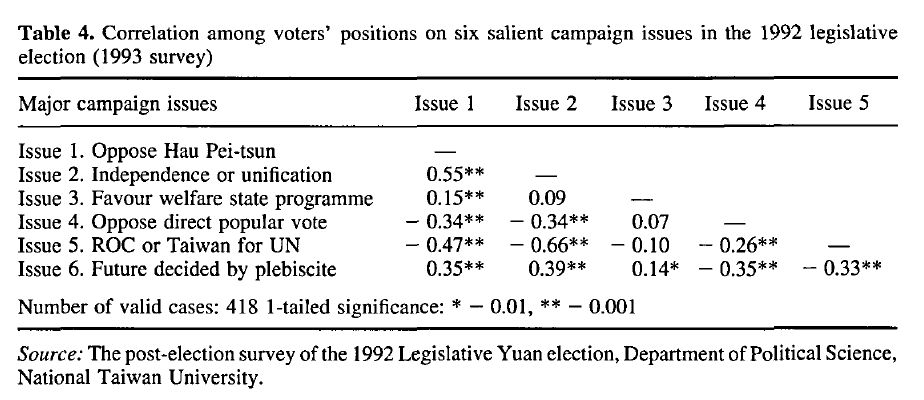 Table 4. Correlation among voters' positions on six salient campaign issues in the 1992 legislative
election (1993 survey)
Major campaign issues Issue 1 Issue 2 Issue 3 Issue 4 Issue 5
Issue 1. Oppose Hau Pei-tsun —
Issue 2. Independence or unification 0.55** —
Issue 3. Favour welfare state programme 0.15** 0.09 —
Issue 4. Oppose direct popular vote − 0.34** − 0.34** 0.07 —
Issue 5. ROC or Taiwan for UN − 0.47** − 0.66** − 0.10 − 0.26** —
Issue 6. Future decided by plebiscite 0.35** 0.39** 0.14* − 0.35** − 0.33**
Number of valid cases: 418 1-tailed significance: * − 0.01, ** − 0.001
Source: The post-election survey of the 1992 Legislative Yuan election, Department of Political Science,
National Taiwan University.